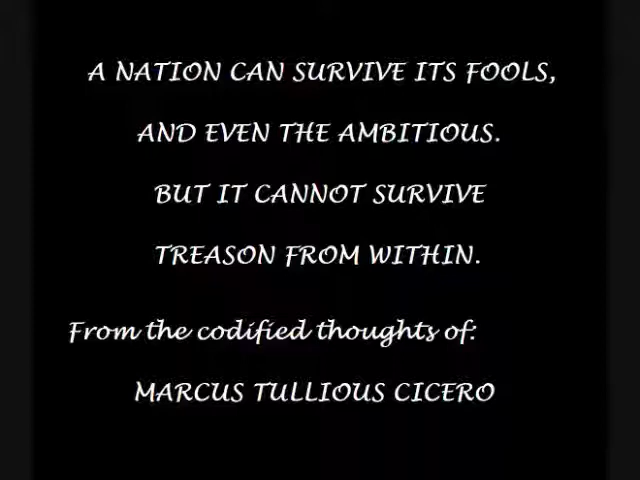 A NATION CAN SURVIVE ITS FOOLS,
AND EVEN THE AMBITIOUS.
BUT IT CANNOT SURVIVE
TREASON FROM WITHIN.
From the codified thoughts of:
MARCUS TULLIOUS CICERO